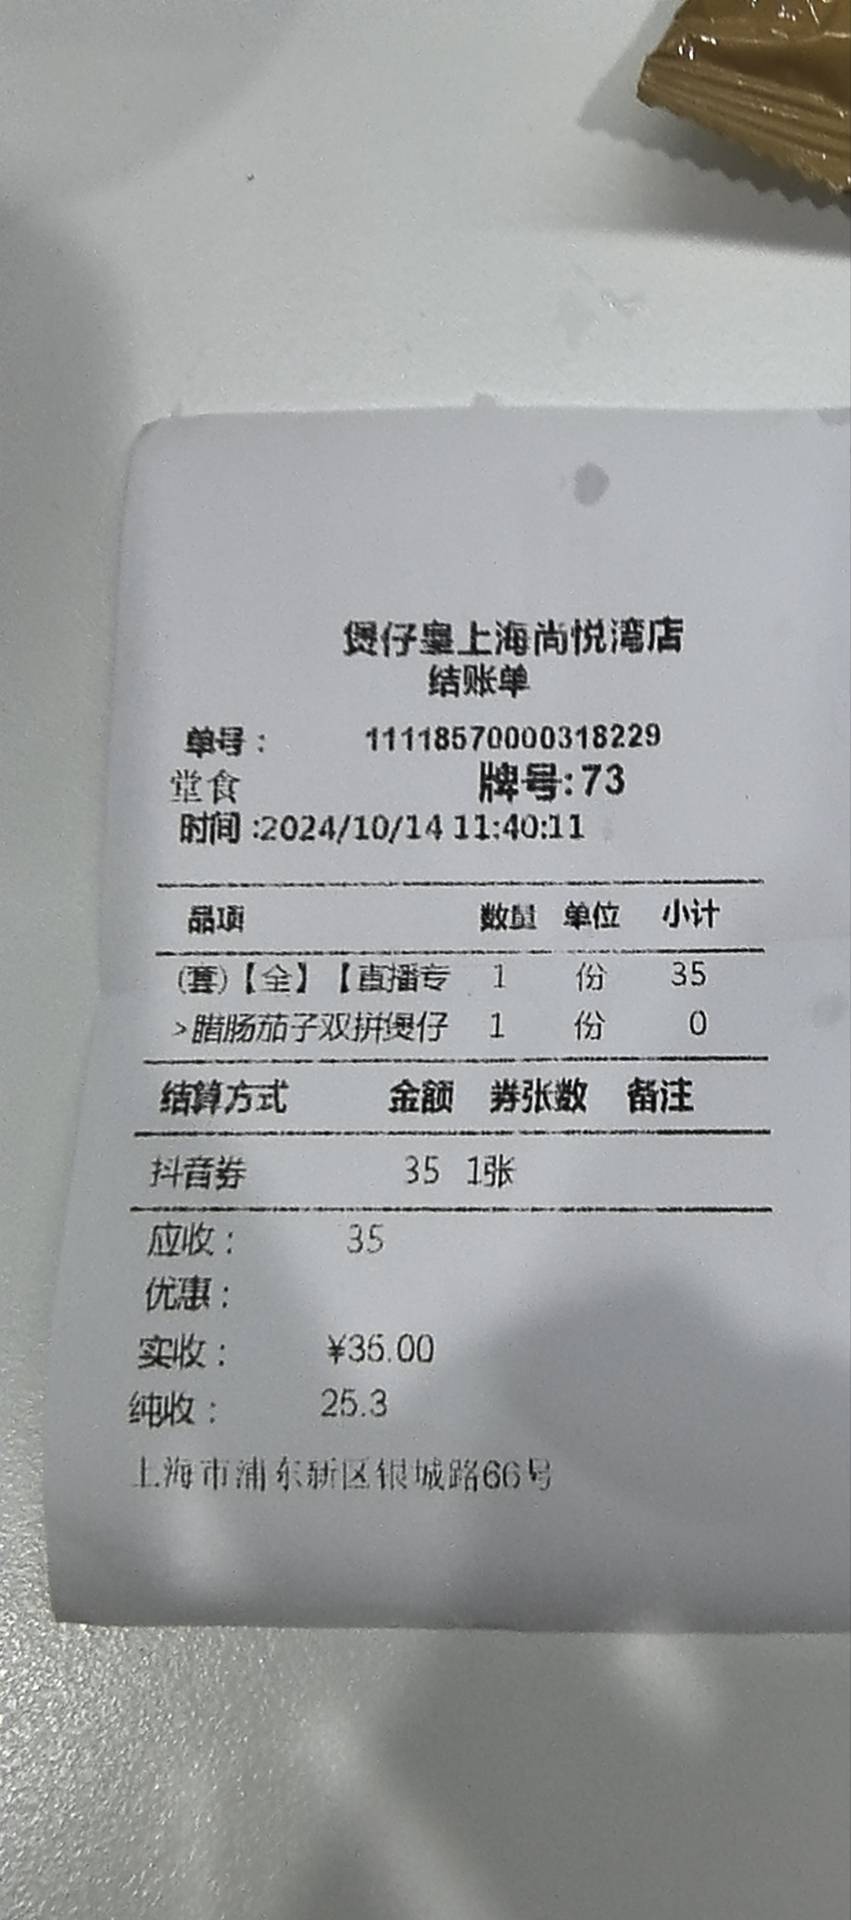 煲仔皇上海尚悦湾店
结账单
单号： 11118570000318229
堂食 牌号:73
时间:2024/10/14 11:40:11
品项 数量 单位 小计
(套)【全】【直播专 1 份 35
>腊肠茄子双拼煲仔 1 份 0
结算方式 金额 券张数 备注
抖音券 35 1张
应收： 35
优惠：
实收： ¥35.00
纯收： 25.3
上海市浦东新区银城路66号